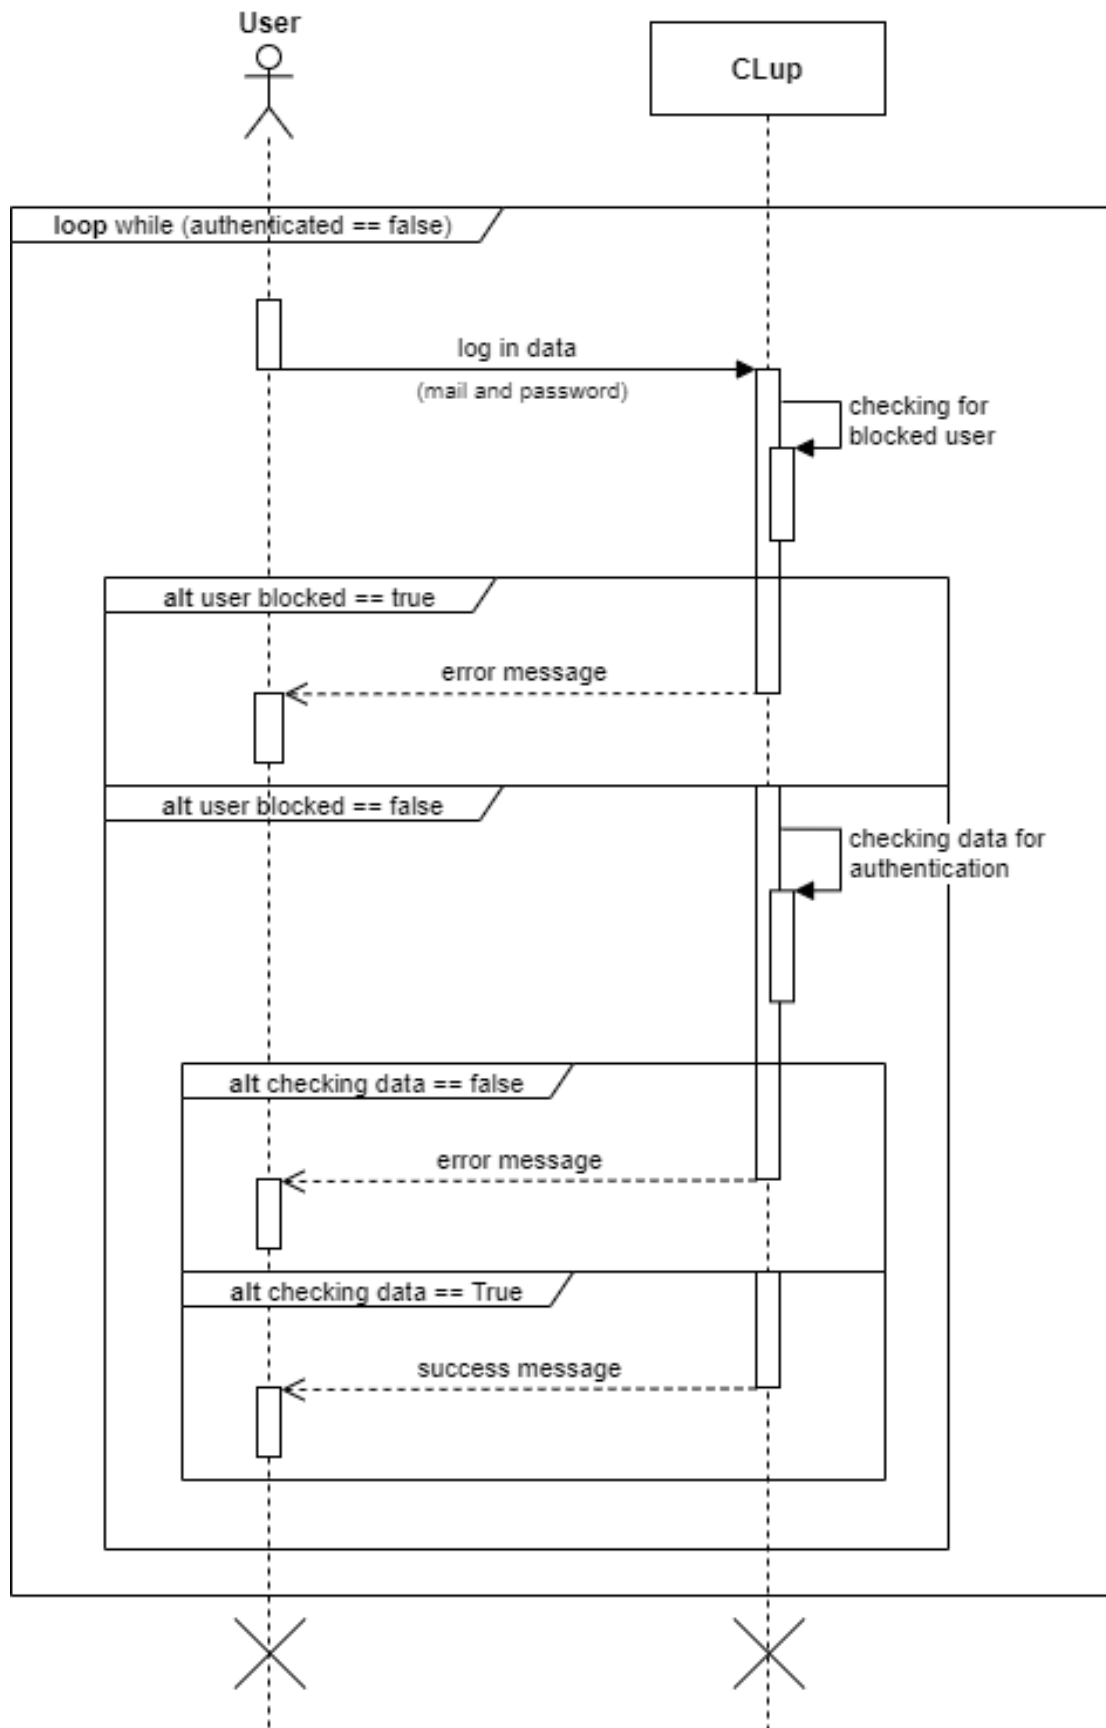 User
CLup
loop while (authenticated == false)
log in data
(mail and password)
checking for
blocked user
alt user blocked == true
error message
alt user blocked == false
checking data for
authentication
alt checking data == false
error message
alt checking data == True
success message